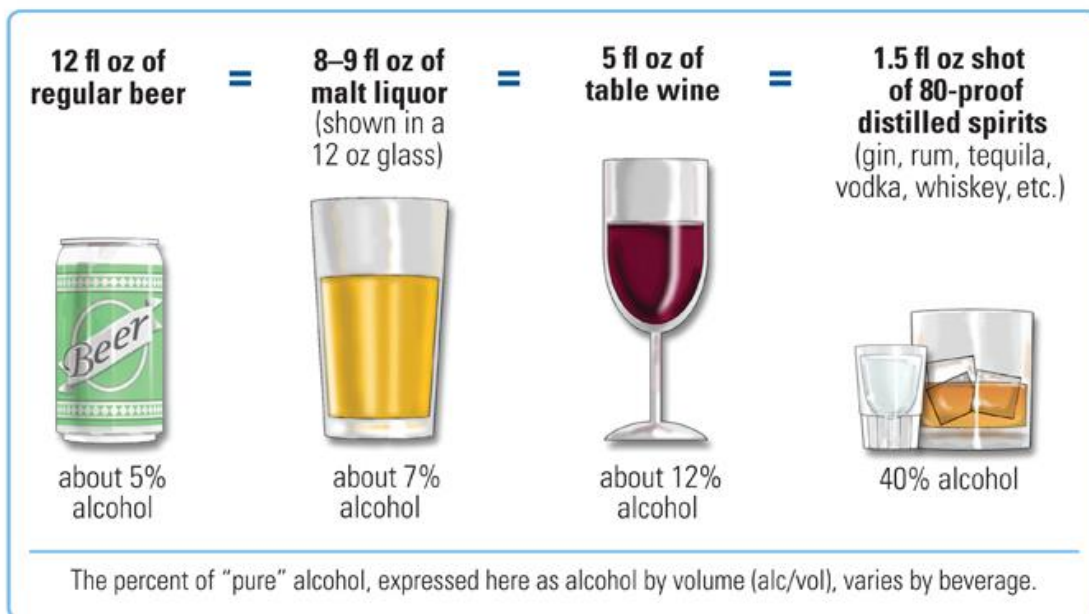 12 fl oz of
regular beer
=
8–9 fl oz of
malt liquor
(shown in a
12 oz glass)
=
5 fl oz of
table wine
=
1.5 fl oz shot
of 80-proof
distilled spirits
(gin, rum, tequila,
vodka, whiskey, etc.)
Beer
about 5%
alcohol
about 7%
alcohol
about 12%
alcohol
40% alcohol
The percent of “pure” alcohol, expressed here as alcohol by volume (alc/vol), varies by beverage.